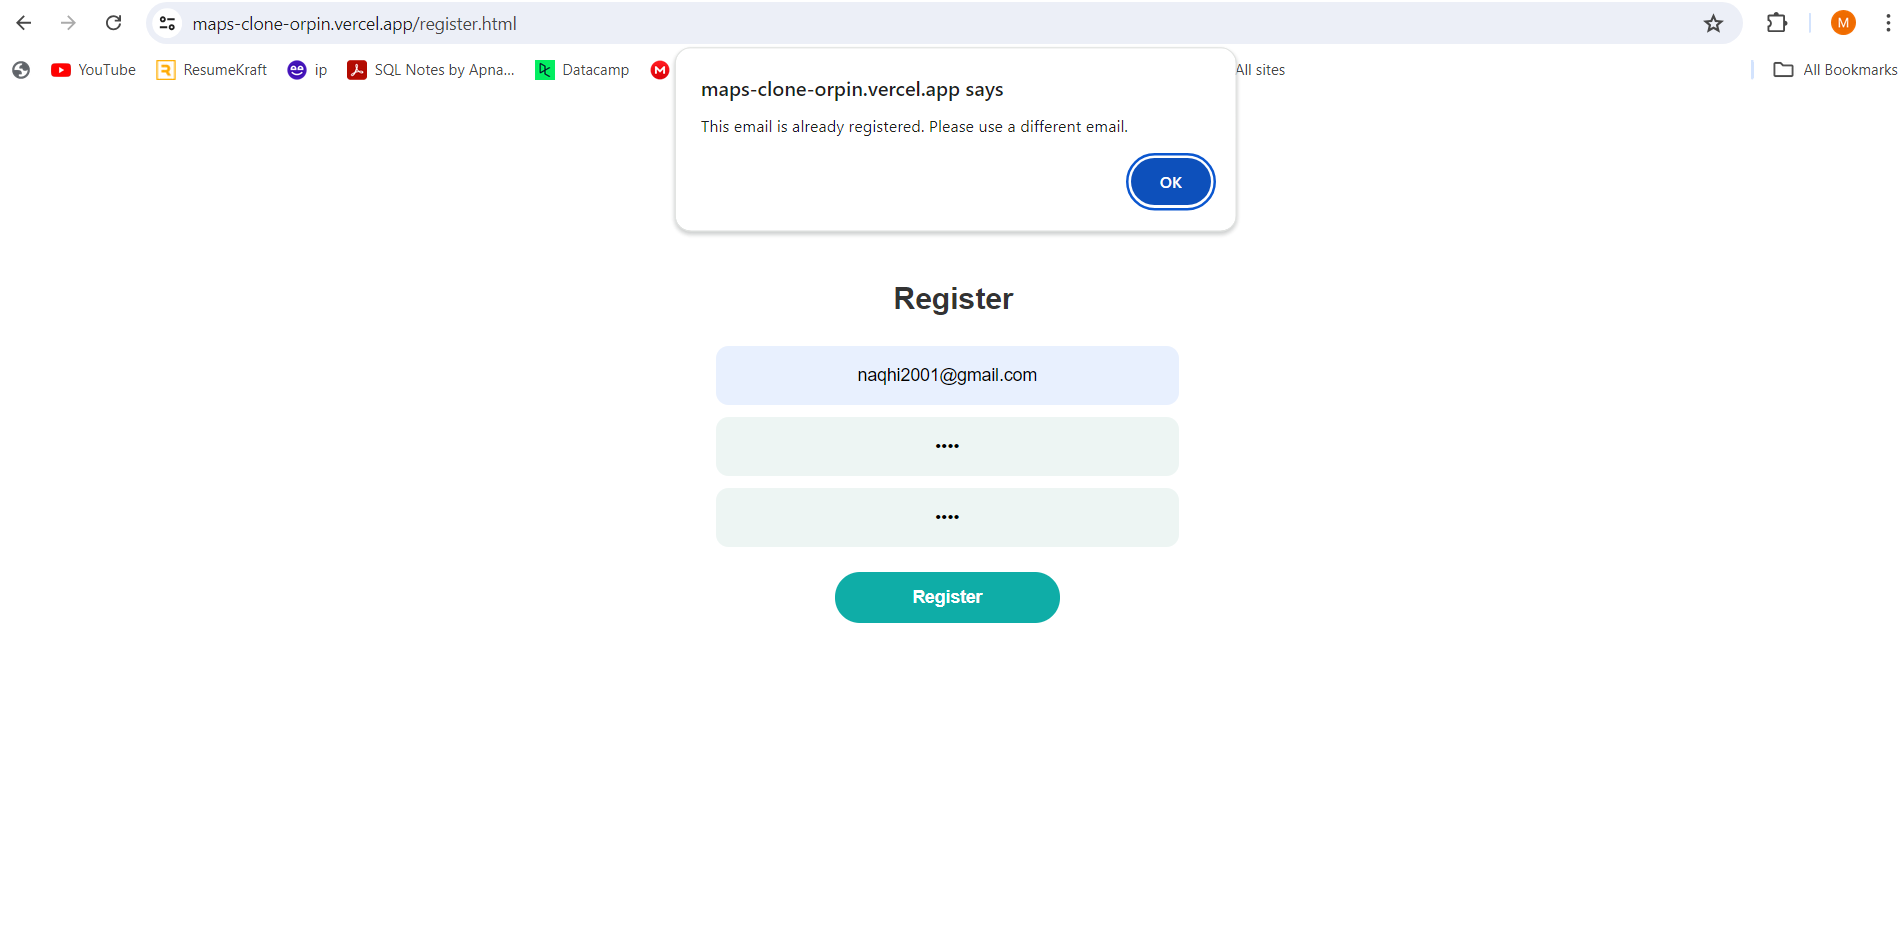 maps-clone-orpin.vercel.app/register.html
M
YouTube
ResumeKraft
ip
SQL Notes by Apna...
DC
Datacamp
M
All sites
All Bookmarks
maps-clone-orpin.vercel.app says
This email is already registered. Please use a different email.
OK
Register
naqhi2001@gmail.com
••••
••••
Register